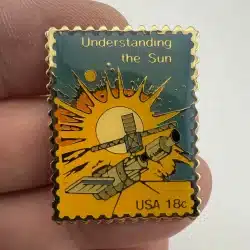 Understanding
the Sun
USA 18c